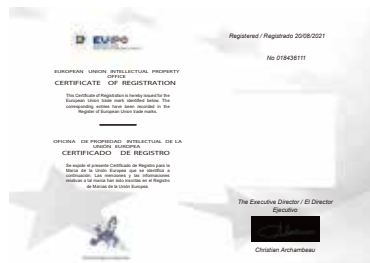 EUIPO
EUROPEAN UNION INTELLECTUAL PROPERTY
OFFICE
CERTIFICATE OF REGISTRATION
This Certificate of Registration is hereby issued for the
European Union trade mark identified below. The
corresponding entries have been recorded in the
Register of European Union trade marks.
OFICINA DE PROPIEDAD INTELECTUAL DE LA
UNIÓN EUROPEA
CERTIFICADO DE REGISTRO
Se expide el presente Certificado de Registro para la
Marca de la Unión Europea que se identifica a
continuación. Las menciones y las informaciones
relativas a tal marca han sido inscritas en el Registro
de Marcas de la Unión Europea.
Registered / Registrado 20/08/2021
No 018436111
The Executive Director / El Director
Ejecutivo
Christian Archambeau